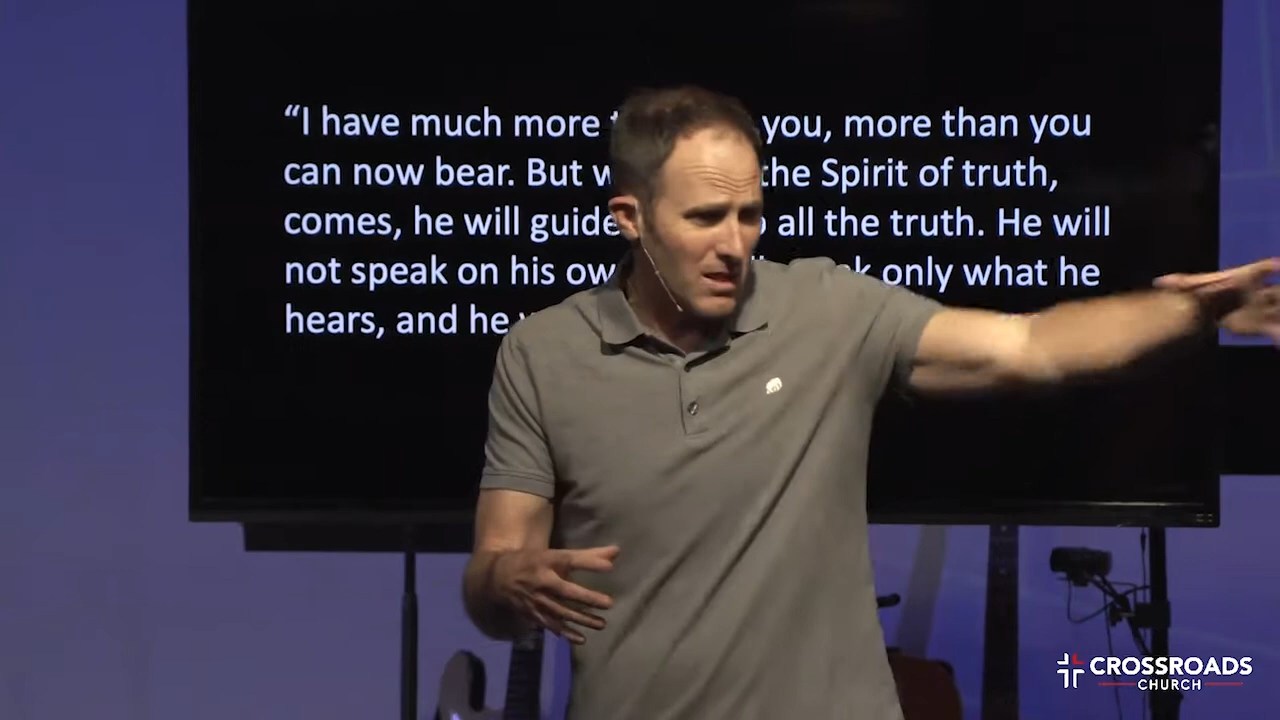 “I have much more you, more than you
can now bear. But the Spirit of truth,
comes, he will guide all the truth. He will
not speak on his only what he
hears, and he
CROSSROADS
CHURCH